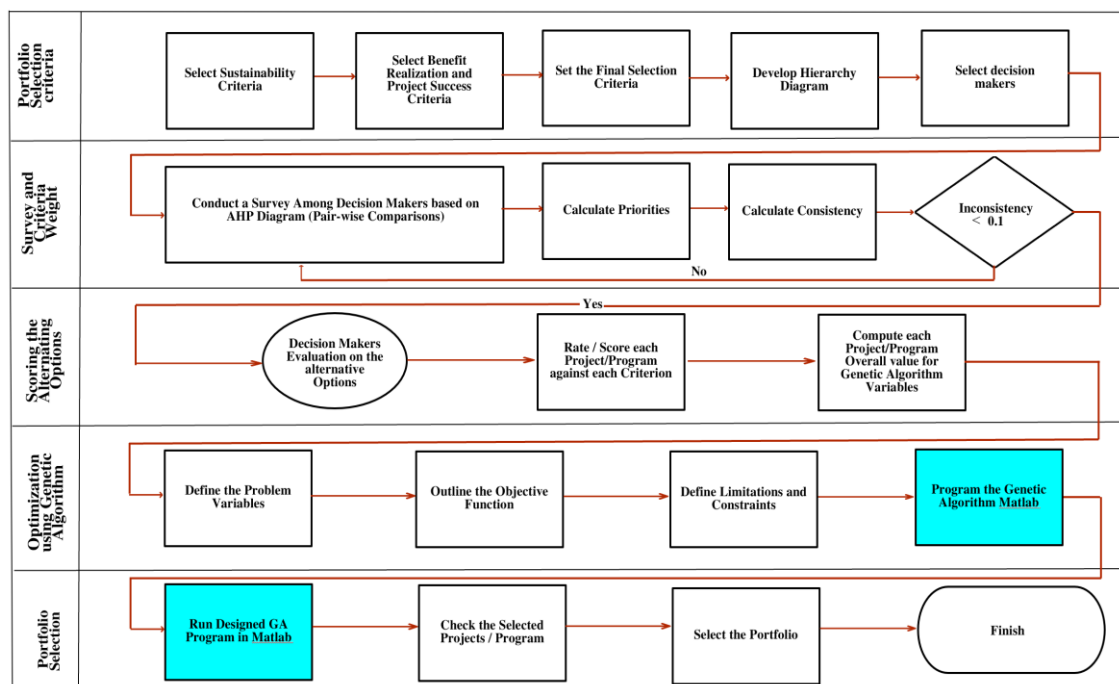 Portfolio
Selection
criteria
Select Sustainability
Criteria
Select Benefit
Realization and
Project Success
Criteria
Set the Final Selection
Criteria
Develop Hierarchy
Diagram
Select decision
makers
Survey and
Criteria
Weight
Conduct a Survey Among Decision Makers based on
AHP Diagram (Pair-wise Comparisons)
Calculate Priorities
Calculate Consistency
Inconsistency
< 0.1
No
Yes
Scoring the
Alternating
Options
Decision Makers
Evaluation on the
alternative
Options
Rate / Score each
Project/Program
against each Criterion
Compute each
Project/Program
Overall value for
Genetic Algorithm
Variables
Optimization
using Genetic
Algorithm
Define the Problem
Variables
Outline the Objective
Function
Define Limitations and
Constraints
Program the Genetic
Algorithm Matlab
Portfolio
Selection
Run Designed GA
Program in Matlab
Check the Selected
Projects / Program
Select the Portfolio
Finish